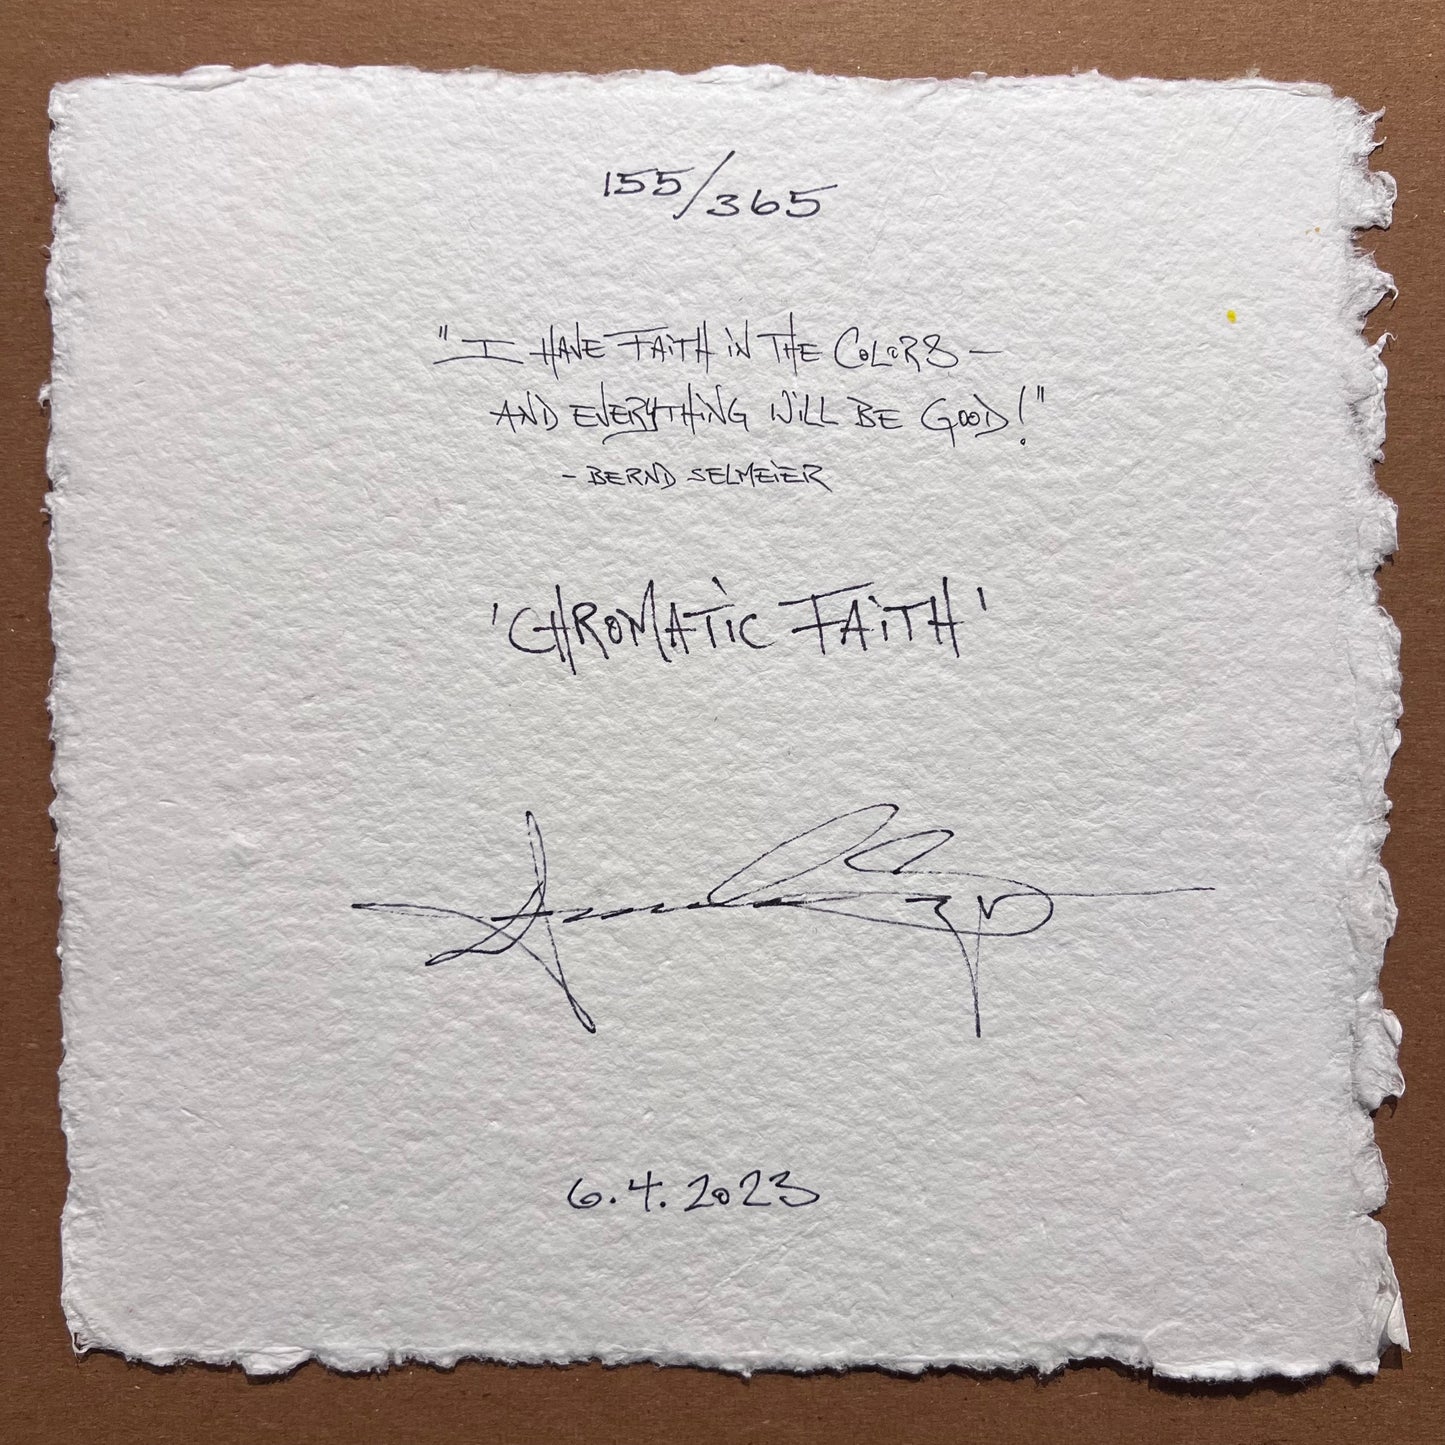 155/365
"I HAVE FAITH IN THE COLORS —
AND EVERYTHING WILL BE GOOD!"
- BERND SELMEIER
'CHROMATIC FAITH'
6.4.2023